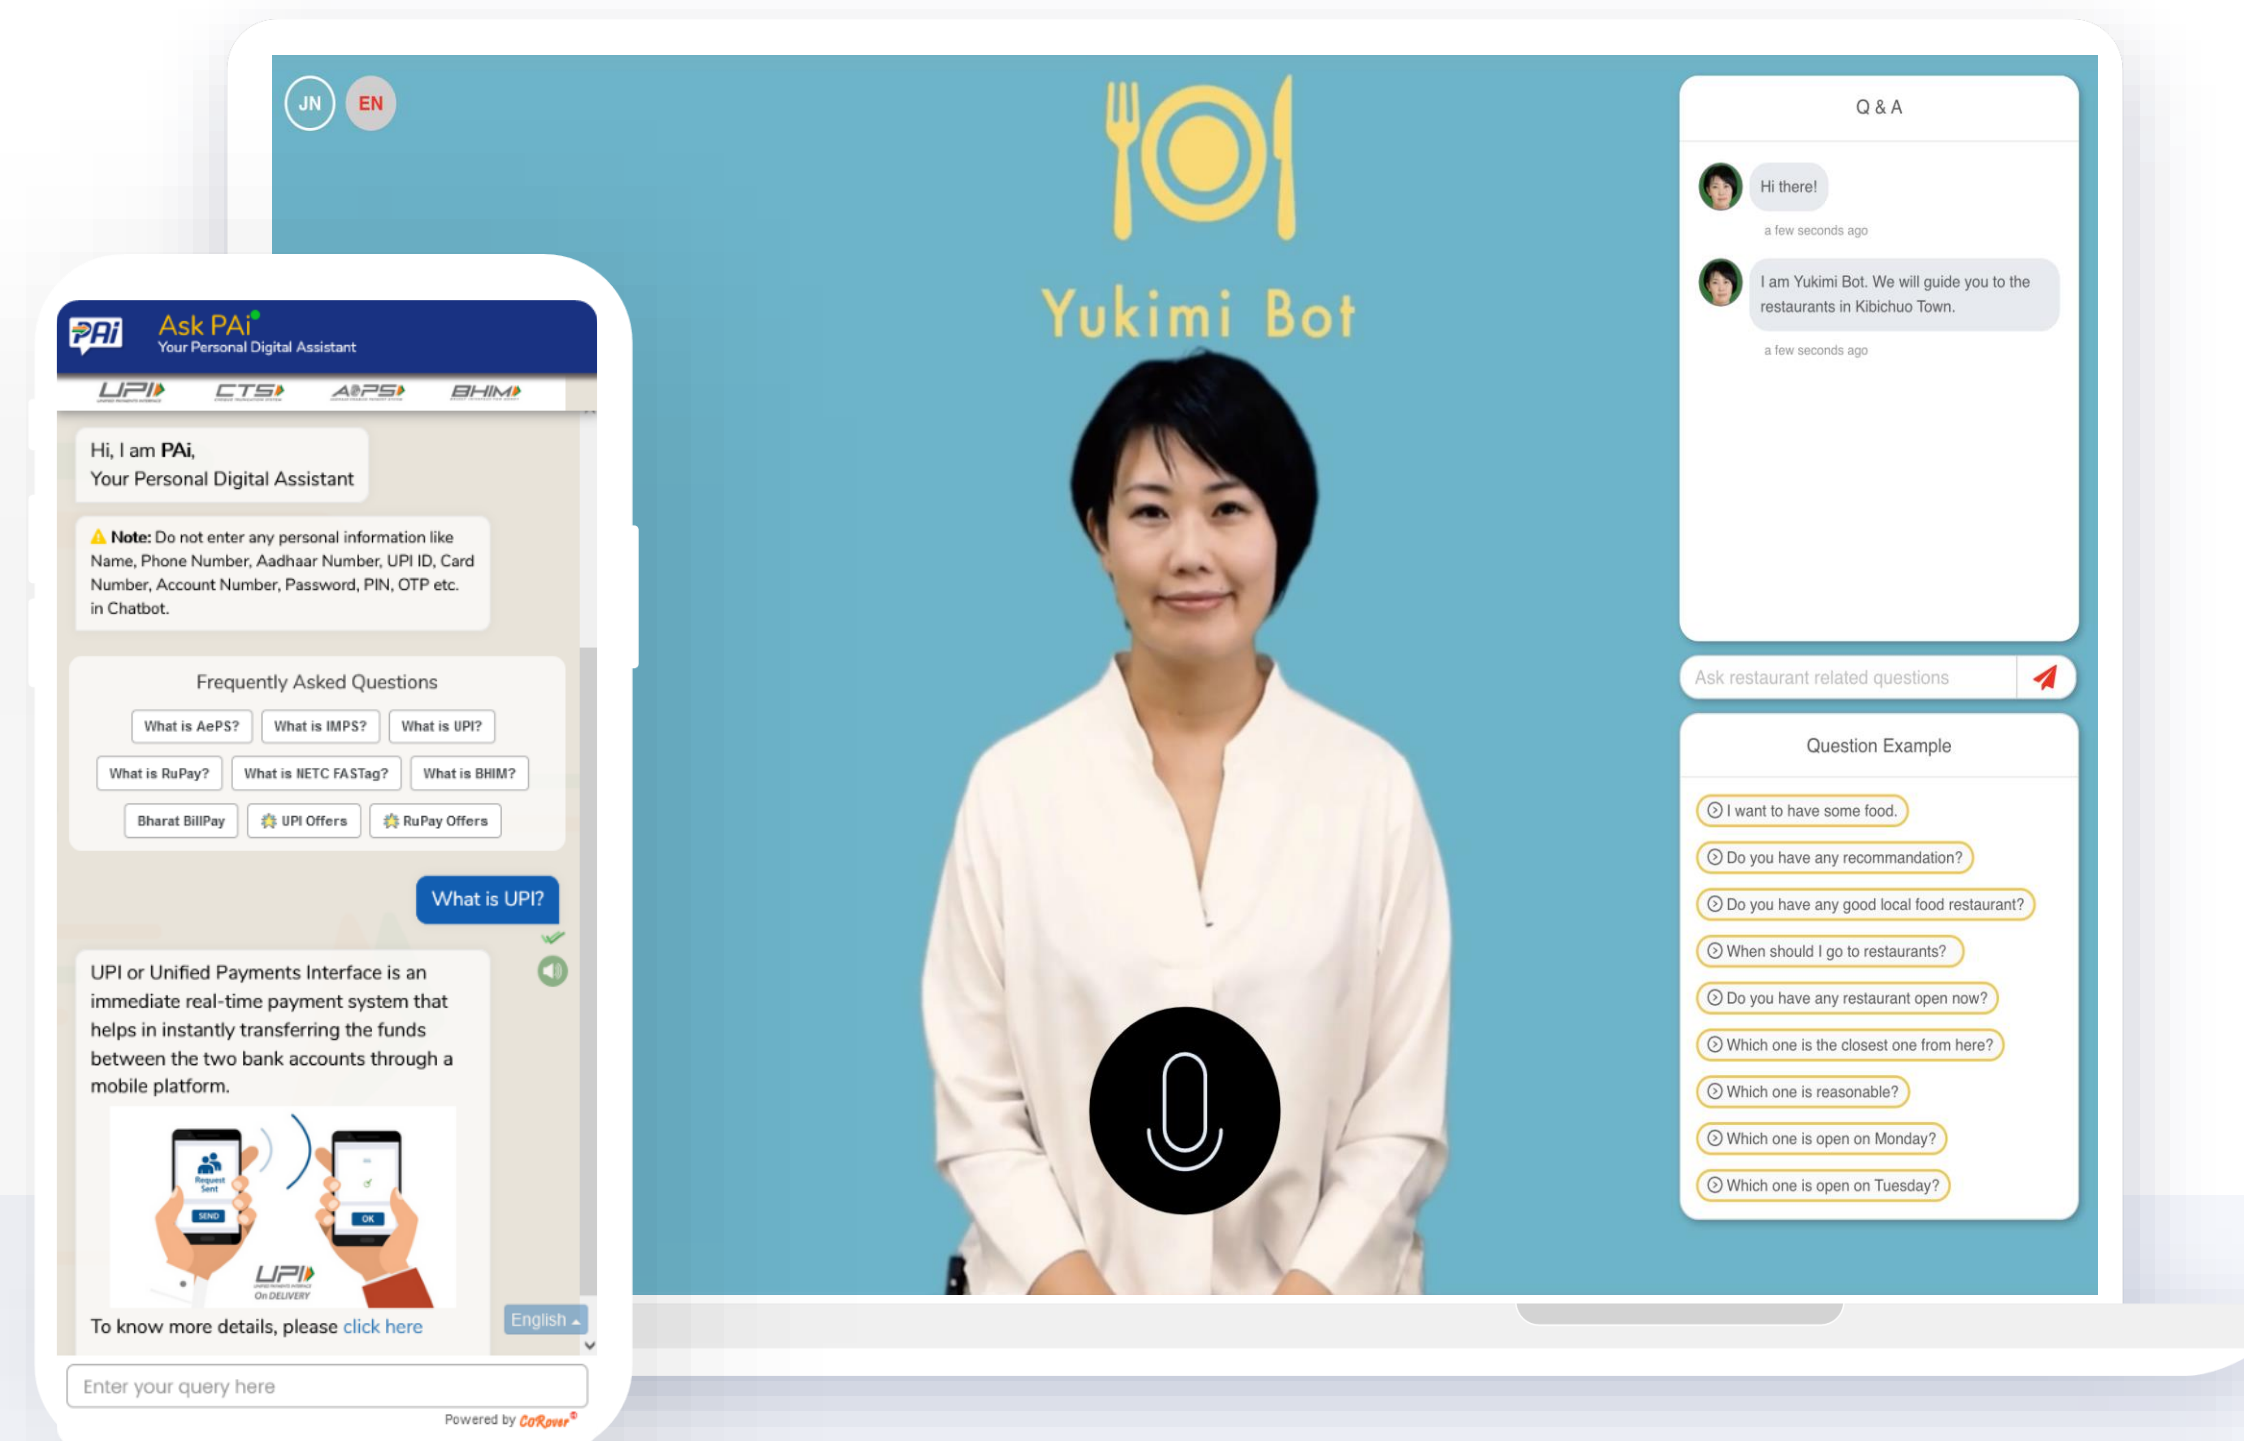 JN
EN
Yukimi Bot
Q & A
Hi there!
a few seconds ago
I am Yukimi Bot. We will guide you to the
restaurants in Kibichuo Town.
a few seconds ago
Ask restaurant related questions
Question Example
I want to have some food.
Do you have any recommandation?
Do you have any good local food restaurant?
When should I go to restaurants?
Do you have any restaurant open now?
Which one is the closest one from here?
Which one is reasonable?
Which one is open on Monday?
Which one is open on Tuesday?
PAi
Ask PAi
Your Personal Digital Assistant
UPI
CTS
AePS
BHIM
Hi, I am PAi,
Your Personal Digital Assistant
Note: Do not enter any personal information like
Name, Phone Number, Aadhaar Number, UPI ID, Card
Number, Account Number, Password, PIN, OTP etc.
in Chatbot.
Frequently Asked Questions
What is AePS?
What is IMPS?
What is UPI?
What is RuPay?
What is NETC FASTag?
What is BHIM?
Bharat BillPay
UPI Offers
RuPay Offers
What is UPI?
UPI or Unified Payments Interface is an
immediate real-time payment system that
helps in instantly transferring the funds
between the two bank accounts through a
mobile platform.
Request
Sent
SEND
OK
UPI
UNIFIED PAYMENTS INTERFACE
On DELIVERY
To know more details, please click here
English
Enter your query here
Powered by CoRover